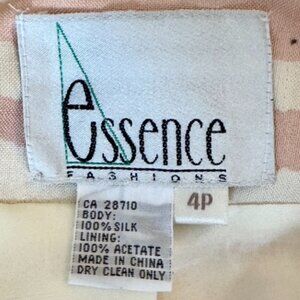 essence
FASHIONS
4P
CA 28710
BODY:
100% SILK
LINING:
100% ACETATE
MADE IN CHINA
DRY CLEAN ONLY